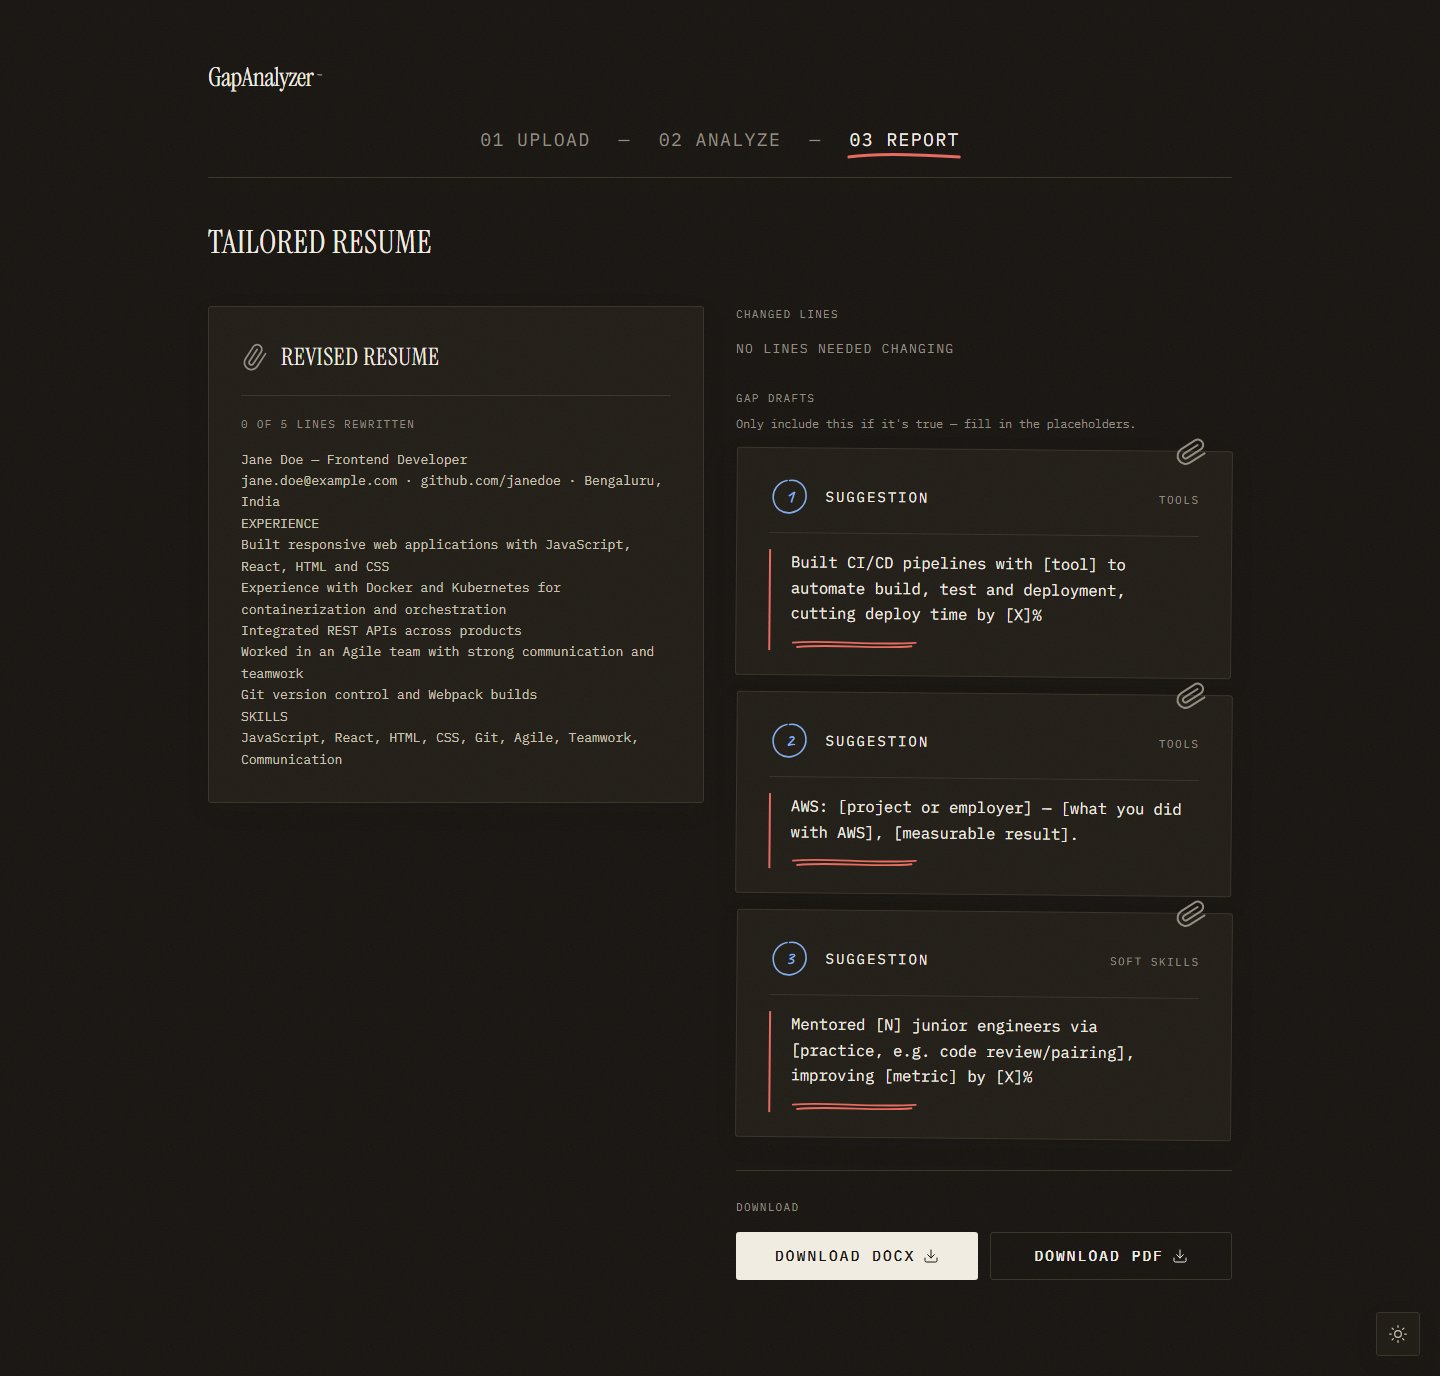 GapAnalyzer
01 UPLOAD — 02 ANALYZE — 03 REPORT
TAILORED RESUME
REVISED RESUME
0 OF 5 LINES REWRITTEN
Jane Doe — Frontend Developer
jane.doe@example.com · github.com/janedoe · Bengaluru,
India
EXPERIENCE
Built responsive web applications with JavaScript,
React, HTML and CSS
Experience with Docker and Kubernetes for
containerization and orchestration
Integrated REST APIs across products
Worked in an Agile team with strong communication and
teamwork
Git version control and Webpack builds
SKILLS
JavaScript, React, HTML, CSS, Git, Agile, Teamwork,
Communication
CHANGED LINES
NO LINES NEEDED CHANGING
GAP DRAFTS
Only include this if it's true — fill in the placeholders.
1 SUGGESTION TOOLS
Built CI/CD pipelines with [tool] to
automate build, test and deployment,
cutting deploy time by [X]%
2 SUGGESTION TOOLS
AWS: [project or employer] — [what you did
with AWS], [measurable result].
3 SUGGESTION SOFT SKILLS
Mentored [N] junior engineers via
[practice, e.g. code review/pairing],
improving [metric] by [X]%
DOWNLOAD
DOWNLOAD DOCX
DOWNLOAD PDF